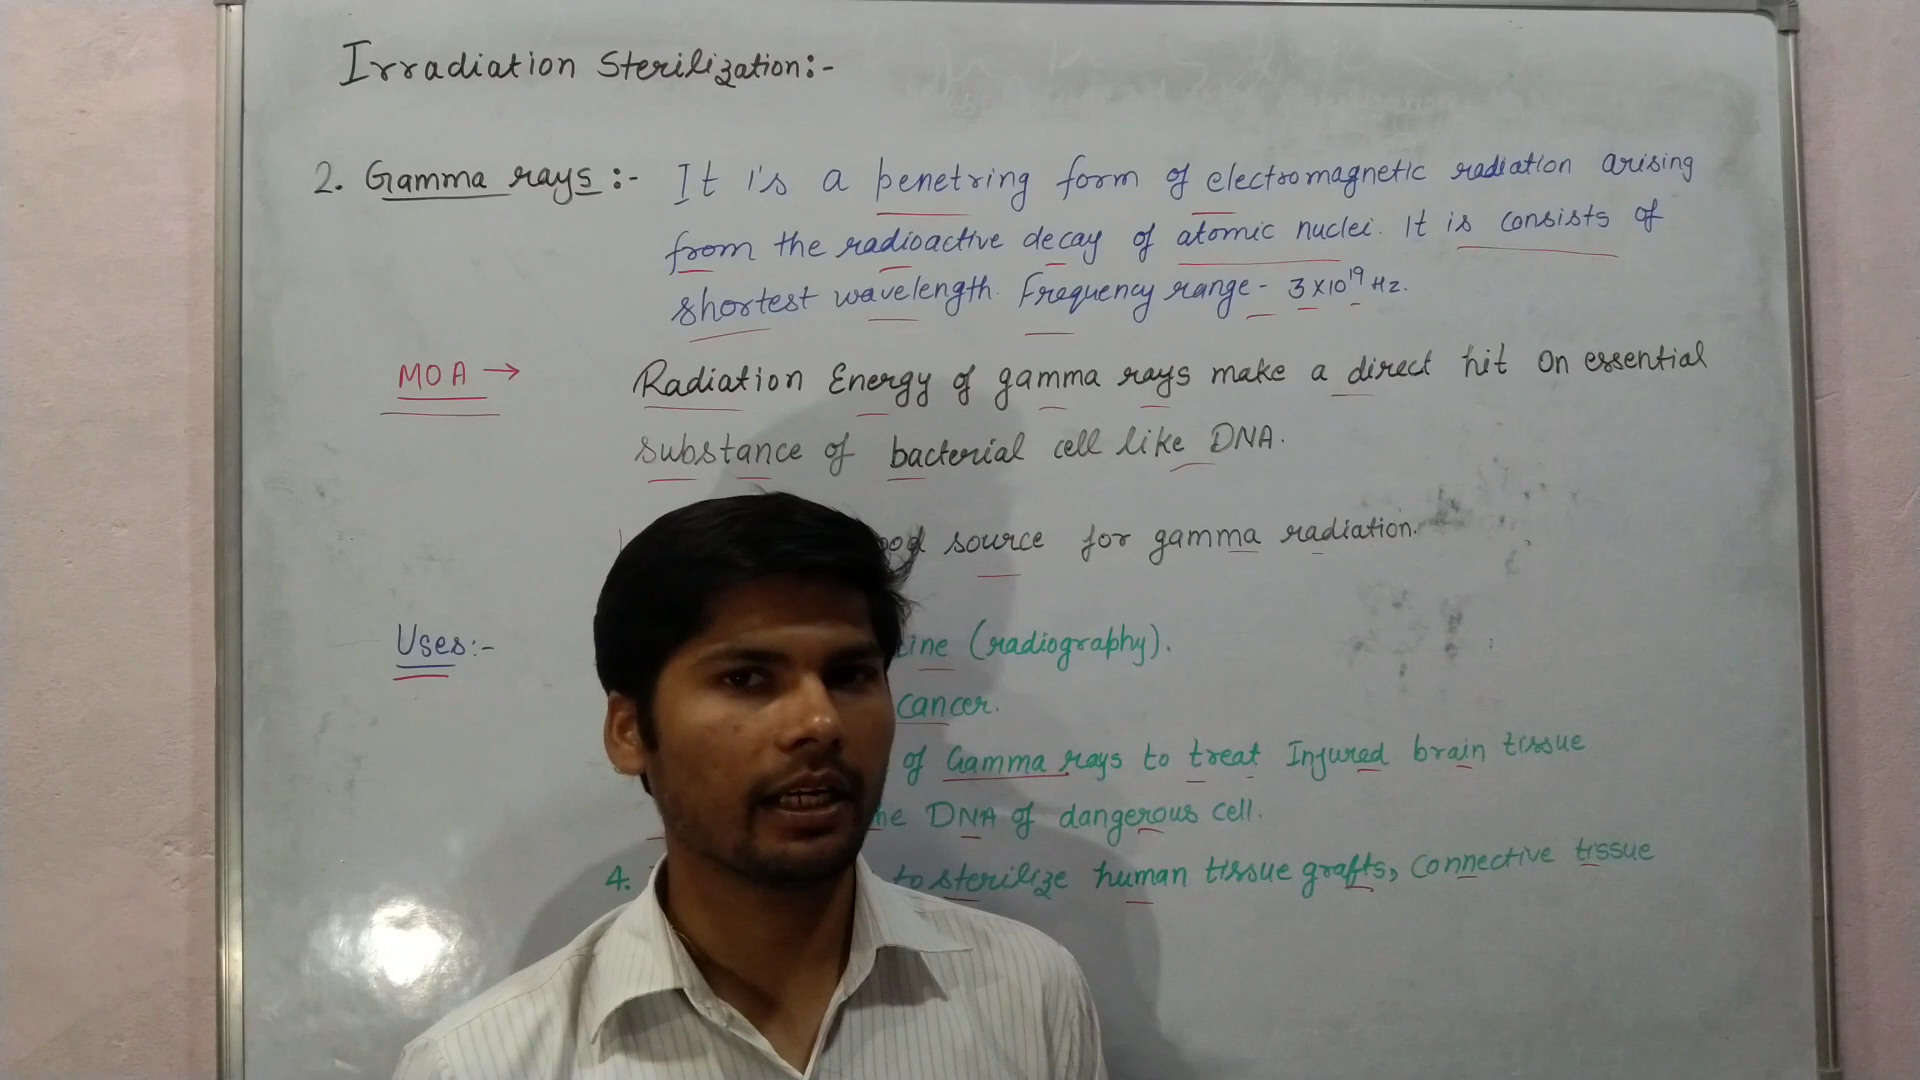 Irradiation Sterilization:-
2. Gamma rays :- It is a penetring form of electromagnetic radiation arising
from the radioactive decay of atomic nuclei. It is consists of
shortest wavelength. Frequency range - 3 X 10¹⁹ Hz.
MOA → Radiation Energy of gamma rays make a direct hit on essential
substance of bacterial cell like DNA.
source for gamma radiation.
Uses:- (radiography).
cancer.
of Gamma rays to treat Injured brain tissue
DNA of dangerous cell.
4. to sterilize human tissue grafts, connective tissue